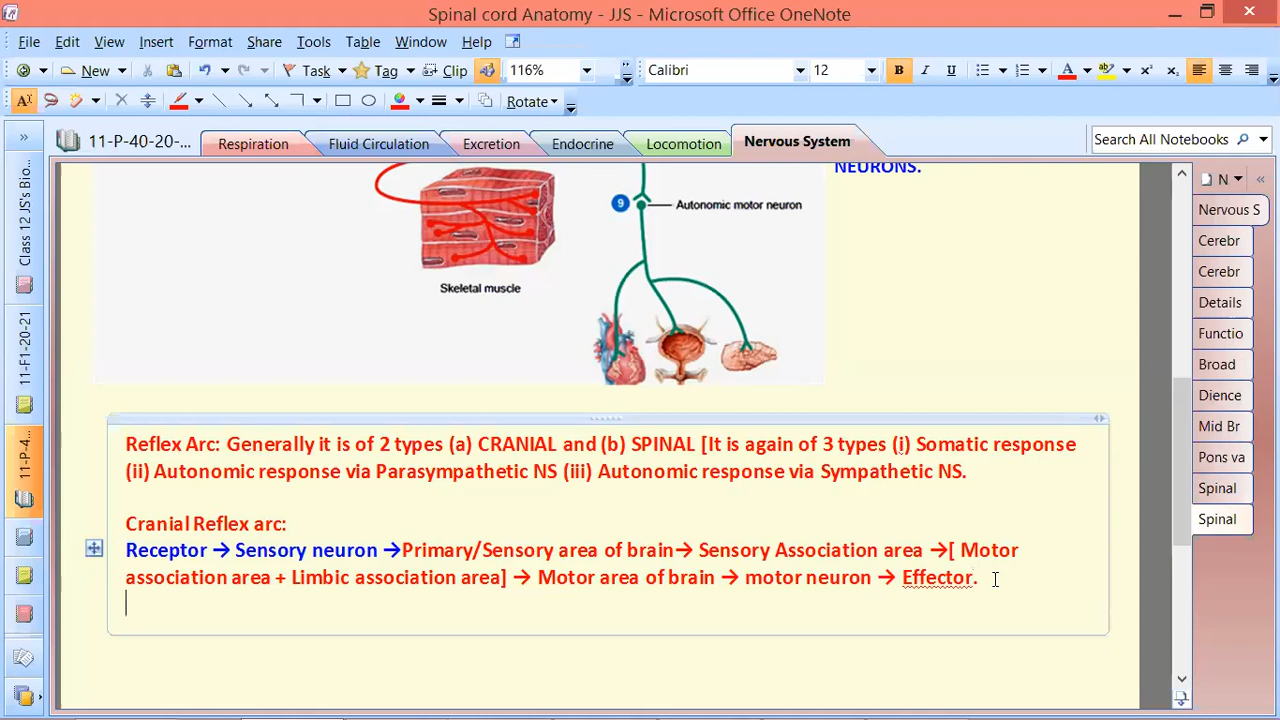 Spinal cord Anatomy - JJS - Microsoft Office OneNote
File Edit View Insert Format Share Tools Table Window Help
New Task Tag Clip 116% Calibri 12 B I U
Rotate
11-P-40-20-... Respiration Fluid Circulation Excretion Endocrine Locomotion Nervous System Search All Notebooks
NEURONS.
9 Autonomic motor neuron
Skeletal muscle
Reflex Arc: Generally it is of 2 types (a) CRANIAL and (b) SPINAL [It is again of 3 types (i) Somatic response
(ii) Autonomic response via Parasympathetic NS (iii) Autonomic response via Sympathetic NS.
Cranial Reflex arc:
Receptor → Sensory neuron →Primary/Sensory area of brain→ Sensory Association area →[ Motor
association area + Limbic association area] → Motor area of brain → motor neuron → Effector.
Class 12 JS's Bio...
11-F1-20-21
11-P-4...
N
Nervous S
Cerebr
Cerebr
Details
Functio
Broad
Dience
Mid Br
Pons va
Spinal
Spinal